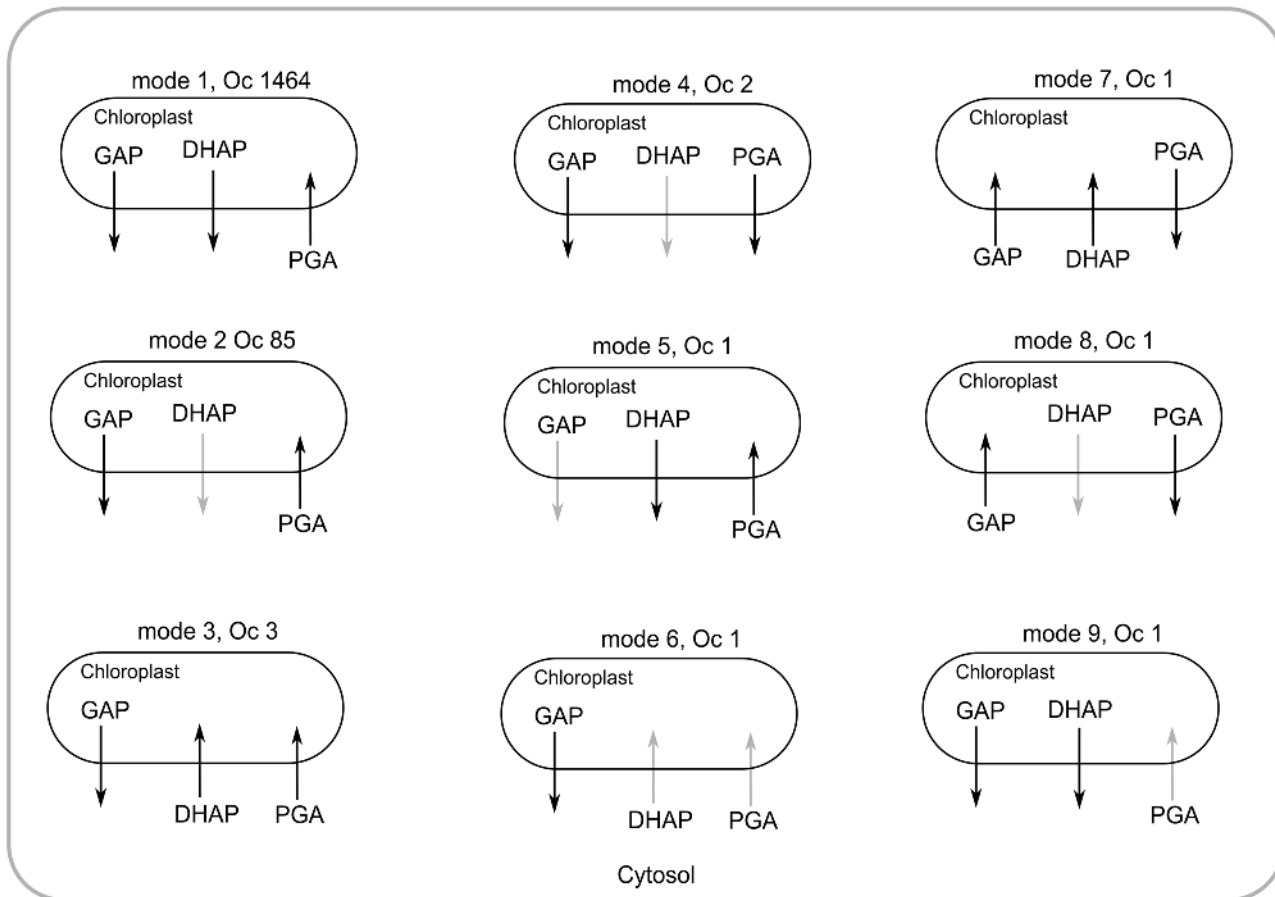 mode 1, Oc 1464
Chloroplast
GAP DHAP
PGA
mode 4, Oc 2
Chloroplast
GAP DHAP PGA
mode 7, Oc 1
Chloroplast
PGA
GAP DHAP
mode 2 Oc 85
Chloroplast
GAP DHAP
PGA
mode 5, Oc 1
Chloroplast
GAP DHAP
PGA
mode 8, Oc 1
Chloroplast
DHAP PGA
GAP
mode 3, Oc 3
Chloroplast
GAP
DHAP PGA
mode 6, Oc 1
Chloroplast
GAP
DHAP PGA
mode 9, Oc 1
Chloroplast
GAP DHAP
PGA
Cytosol